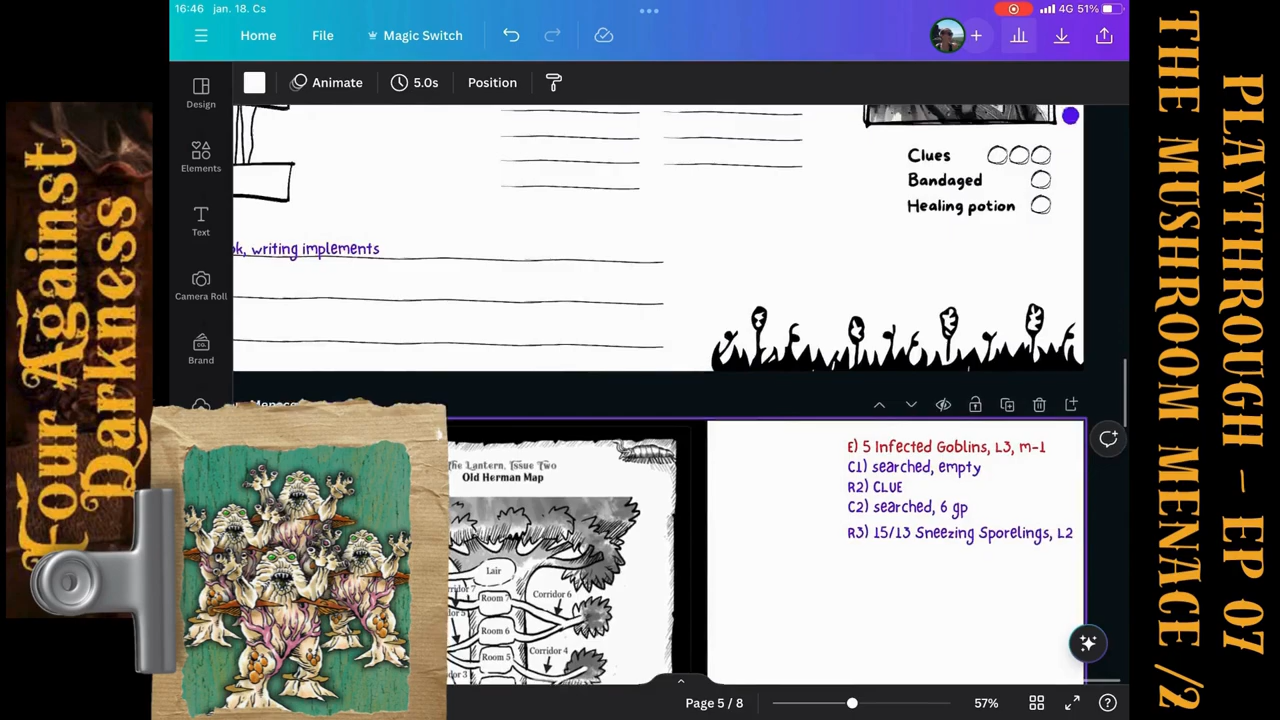 Four Against Darkness
16:46 jan. 18. Cs
4G 51%
Home
File
Magic Switch
Design
Elements
Text
Camera Roll
Brand
Animate
5.0s
Position
Clues
Bandaged
Healing potion
ok, writing implements
The Lantern, Issue Two
Old Herman Map
Lair
Room 7
Corridor 6
Room 6
Room 5
Corridor 4
E) 5 Infected Goblins, L3, m-1
C1) searched, empty
R2) CLUE
C2) searched, 6 gp
R3) 15/13 Sneezing Sporelings, L2
Page 5 / 8
57%
PLAYTHROUGH - EP 07
THE MUSHROOM MENACE /2